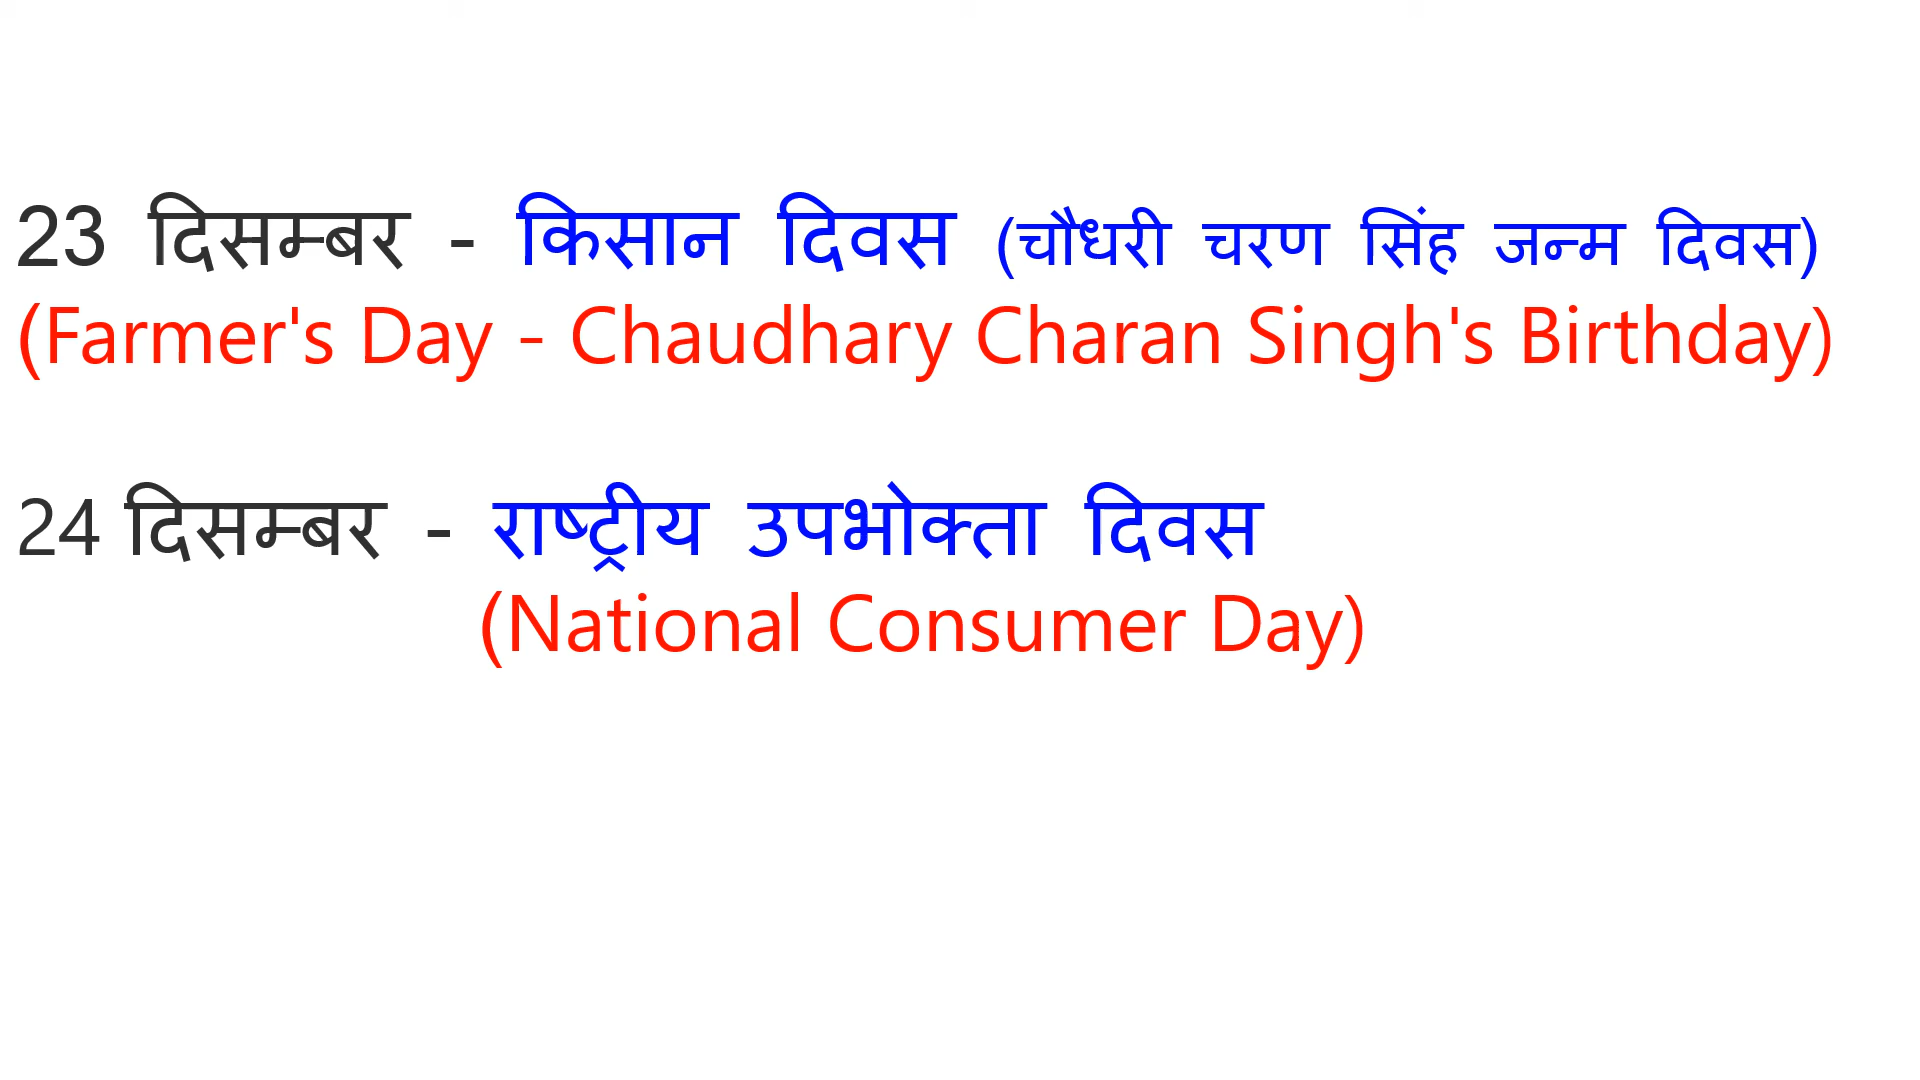 23 दिसम्बर - किसान दिवस (चौधरी चरण सिंह जन्म दिवस)
(Farmer's Day - Chaudhary Charan Singh's Birthday)
24 दिसम्बर - राष्ट्रीय उपभोक्ता दिवस
(National Consumer Day)